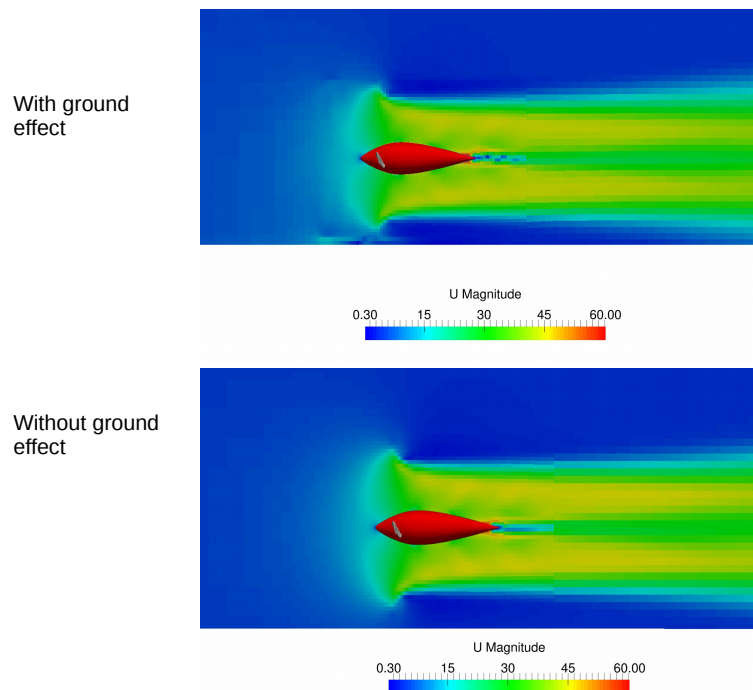 With ground
effect
U Magnitude
0.30 15 30 45 60.00
Without ground
effect
U Magnitude
0.30 15 30 45 60.00